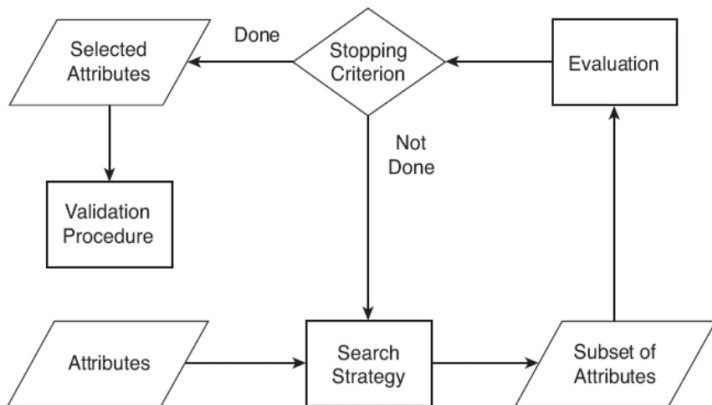 Selected
Attributes
Done
Stopping
Criterion
Evaluation
Not
Done
Validation
Procedure
Attributes
Search
Strategy
Subset of
Attributes